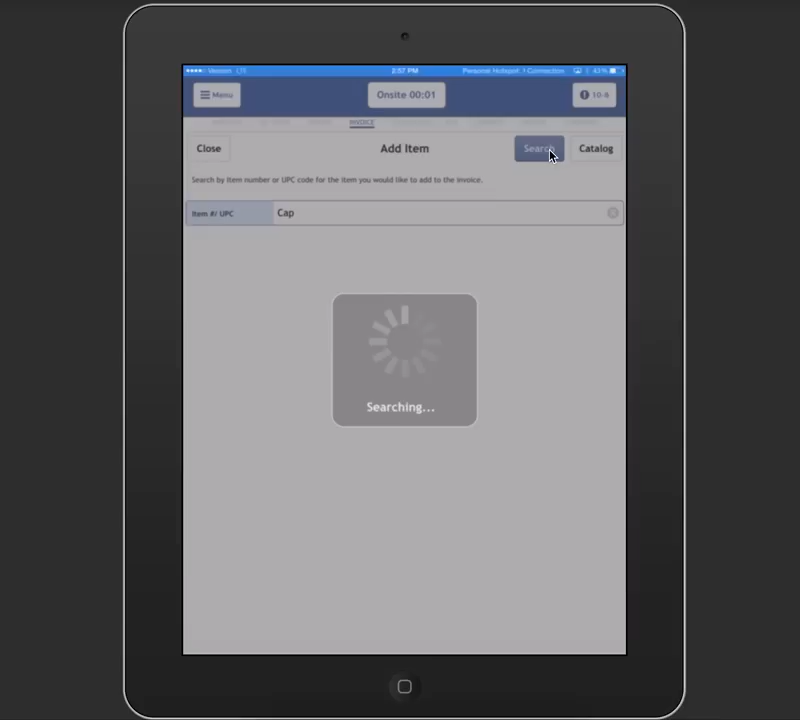 Verizon LTE 2:57 PM Personal Hotspot: 1 Connection 43%
Menu Onsite 00:01 10-6
INVOICE
Close Add Item Search Catalog
Search by item number or UPC code for the item you would like to add to the invoice.
Item #/ UPC Cap
Searching...